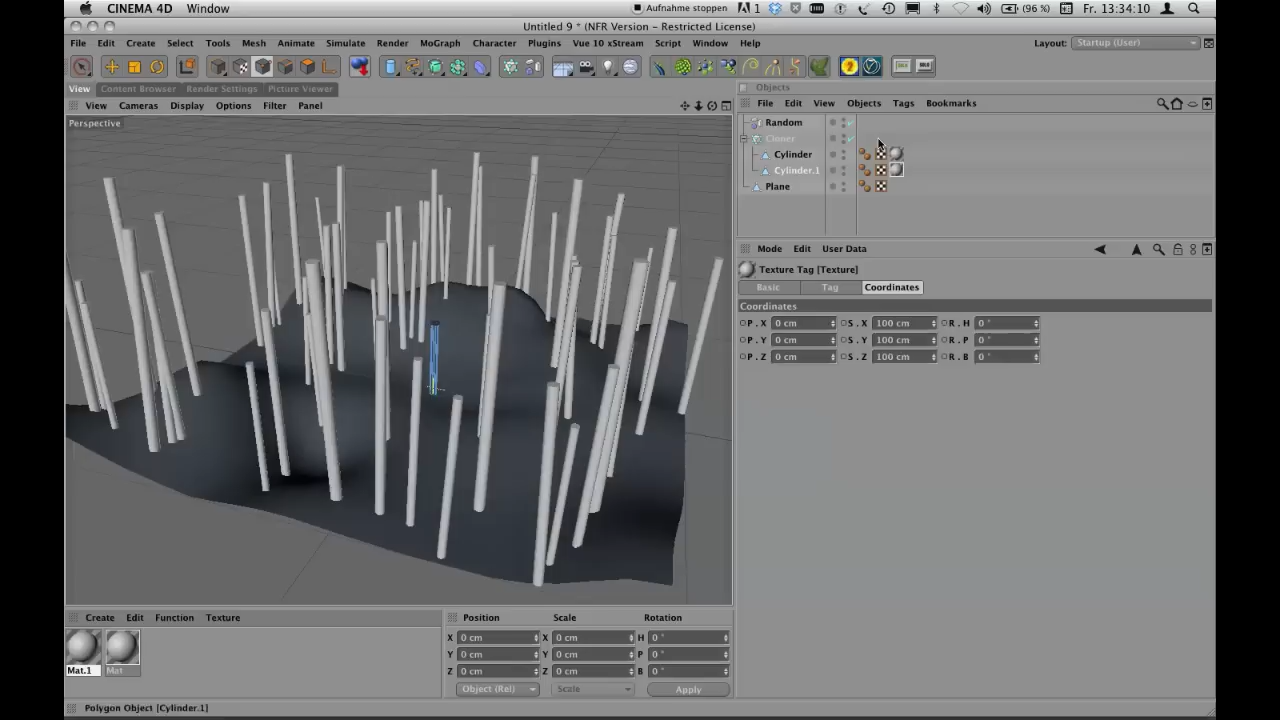 CINEMA 4D Window Aufnahme stoppen 1 (96 %) Fr. 13:34:10
Untitled 9 * (NFR Version - Restricted License)
File Edit Create Select Tools Mesh Animate Simulate Render MoGraph Character Plugins Vue 10 xStream Script Window Help Layout: Startup (User)
View Content Browser Render Settings Picture Viewer
Objects
View Cameras Display Options Filter Panel
File Edit View Objects Tags Bookmarks
Perspective
Random
Cloner
Cylinder
Cylinder.1
Plane
Mode Edit User Data
Texture Tag [Texture]
Basic Tag Coordinates
Coordinates
P . X 0 cm S . X 100 cm R . H 0 °
P . Y 0 cm S . Y 100 cm R . P 0 °
P . Z 0 cm S . Z 100 cm R . B 0 °
Create Edit Function Texture
Mat.1 Mat
Position Scale Rotation
X 0 cm X 0 cm H 0 °
Y 0 cm Y 0 cm P 0 °
Z 0 cm Z 0 cm B 0 °
Object (Rel) Scale Apply
Polygon Object [Cylinder.1]